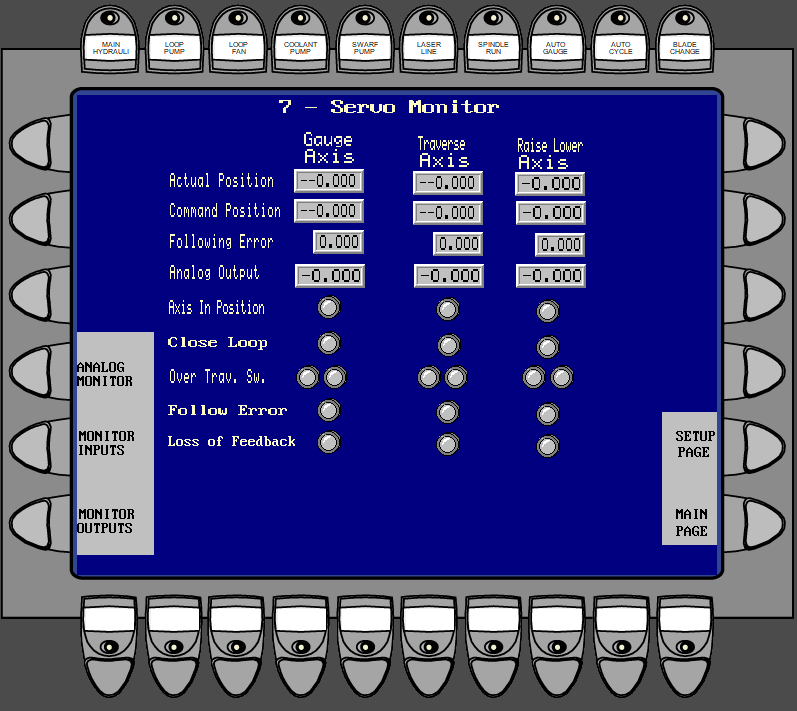 MAIN
HYDRAULI
LOOP
PUMP
LOOP
FAN
COOLANT
PUMP
SWARF
PUMP
LASER
LINE
SPINDLE
RUN
AUTO
GAUGE
AUTO
CYCLE
BLADE
CHANGE
7 - Servo Monitor
Gauge
Axis
Traverse
Axis
Raise Lower
Axis
Actual Position --0.000 --0.000 -0.000
Command Position --0.000 --0.000 -0.000
Following Error 0.000 0.000 0.000
Analog Output -0.000 -0.000 -0.000
Axis In Position
Close Loop
Over Trav. Sw.
Follow Error
Loss of Feedback
ANALOG
MONITOR
MONITOR
INPUTS
MONITOR
OUTPUTS
SETUP
PAGE
MAIN
PAGE